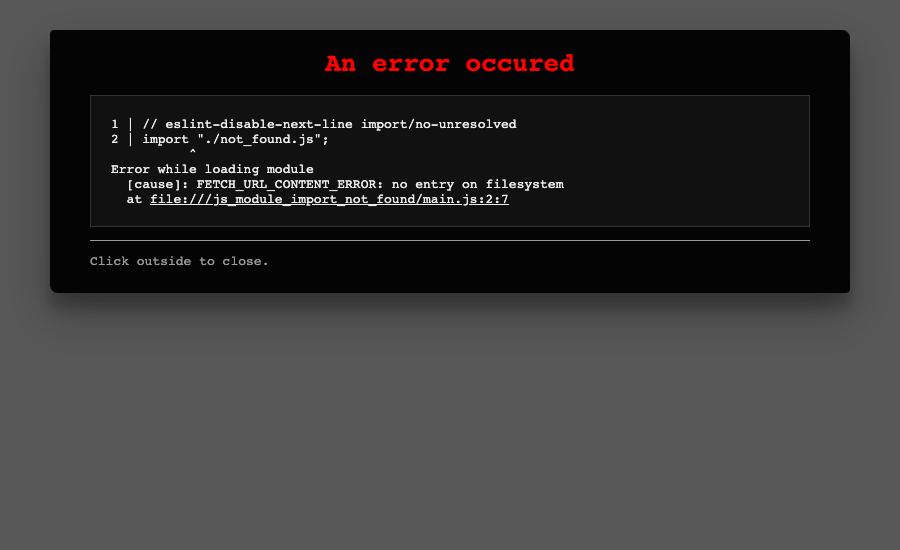 An error occured
1 | // eslint-disable-next-line import/no-unresolved
2 | import "./not_found.js";
          ^
Error while loading module
  [cause]: FETCH_URL_CONTENT_ERROR: no entry on filesystem
  at file:///js_module_import_not_found/main.js:2:7
Click outside to close.